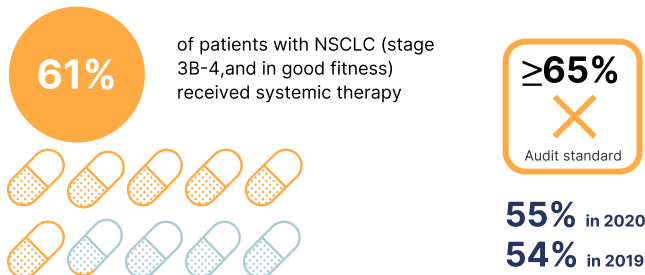 61%
of patients with NSCLC (stage
3B-4,and in good fitness)
received systemic therapy
≥65%
Audit standard
55% in 2020
54% in 2019